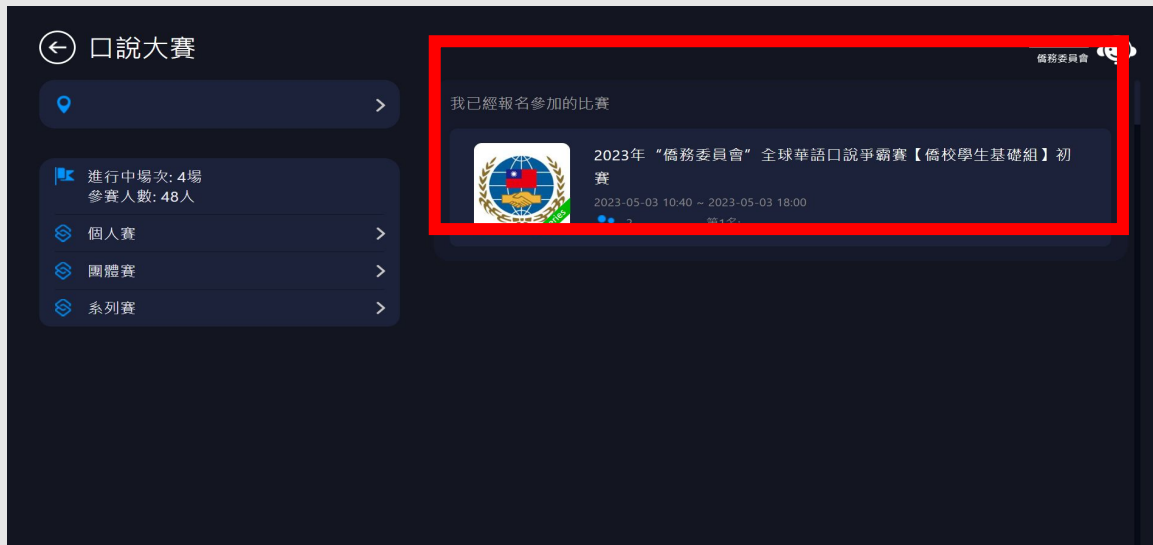 口說大賽
僑務委員會
我已經報名參加的比賽
2023年“僑務委員會”全球華語口說爭霸賽【僑校學生基礎組】初
賽
2023-05-03 10:40 ~ 2023-05-03 18:00
進行中場次: 4場
參賽人數: 48人
個人賽
團體賽
系列賽